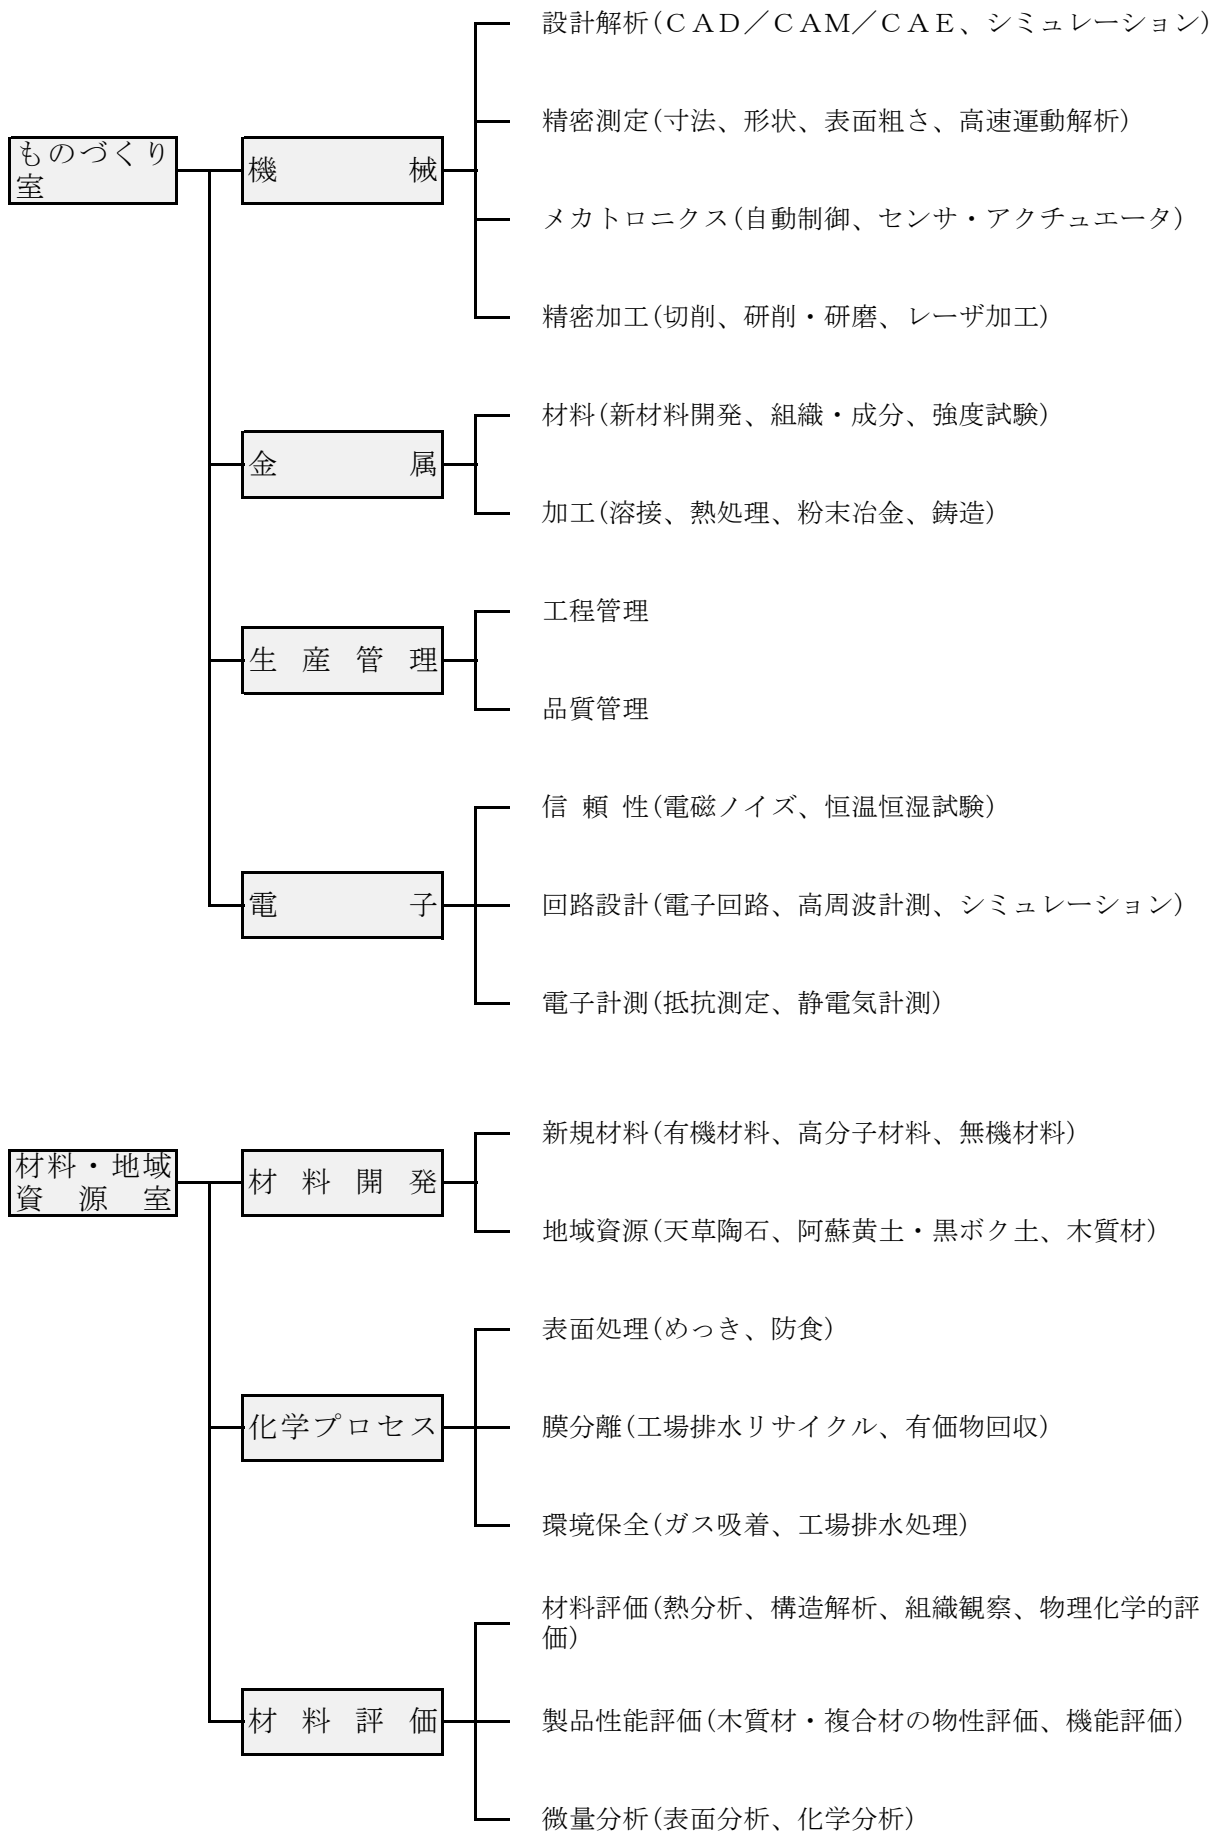 設計解析(CAD／CAM／CAE、シミュレーション)
精密測定(寸法、形状、表面粗さ、高速運動解析)
ものづくり
室
機械
メカトロニクス(自動制御、センサ・アクチュエータ)
精密加工(切削、研削・研磨、レーザ加工)
材料(新材料開発、組織・成分、強度試験)
金属
加工(溶接、熱処理、粉末冶金、鋳造)
工程管理
生産管理
品質管理
信頼性(電磁ノイズ、恒温恒湿試験)
電子
回路設計(電子回路、高周波計測、シミュレーション)
電子計測(抵抗測定、静電気計測)
新規材料(有機材料、高分子材料、無機材料)
材料・地域
資源室
材料開発
地域資源(天草陶石、阿蘇黄土・黒ボク土、木質材)
表面処理(めっき、防食)
化学プロセス
膜分離(工場排水リサイクル、有価物回収)
環境保全(ガス吸着、工場排水処理)
材料評価(熱分析、構造解析、組織観察、物理化学的評
価)
材料評価
製品性能評価(木質材・複合材の物性評価、機能評価)
微量分析(表面分析、化学分析)